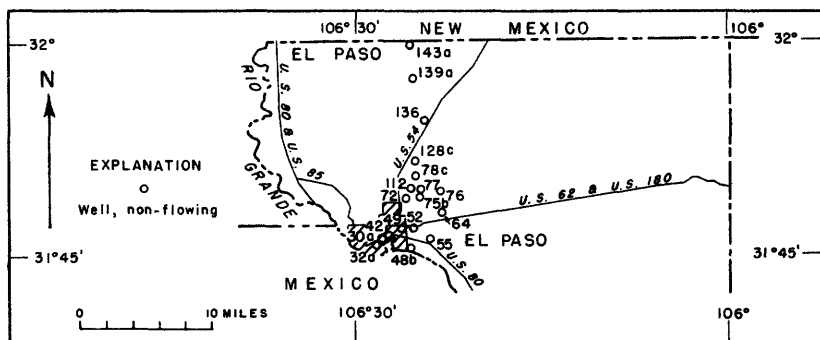 106°30' NEW MEXICO 106°
32° 32°
EL PASO
143a
139a
N
RIO GRANDE
U. S. 80 & U. S. 85
136
U.S. 54
128c
EXPLANATION
78c
112 77
72 76
75b
U.S. 62 & U.S. 180
Well, non-flowing
49 52 64
42
30a
EL PASO
55
31°45' 31°45'
32a
48b
U.S. 80
MEXICO
0 10 MILES
106°30' 106°